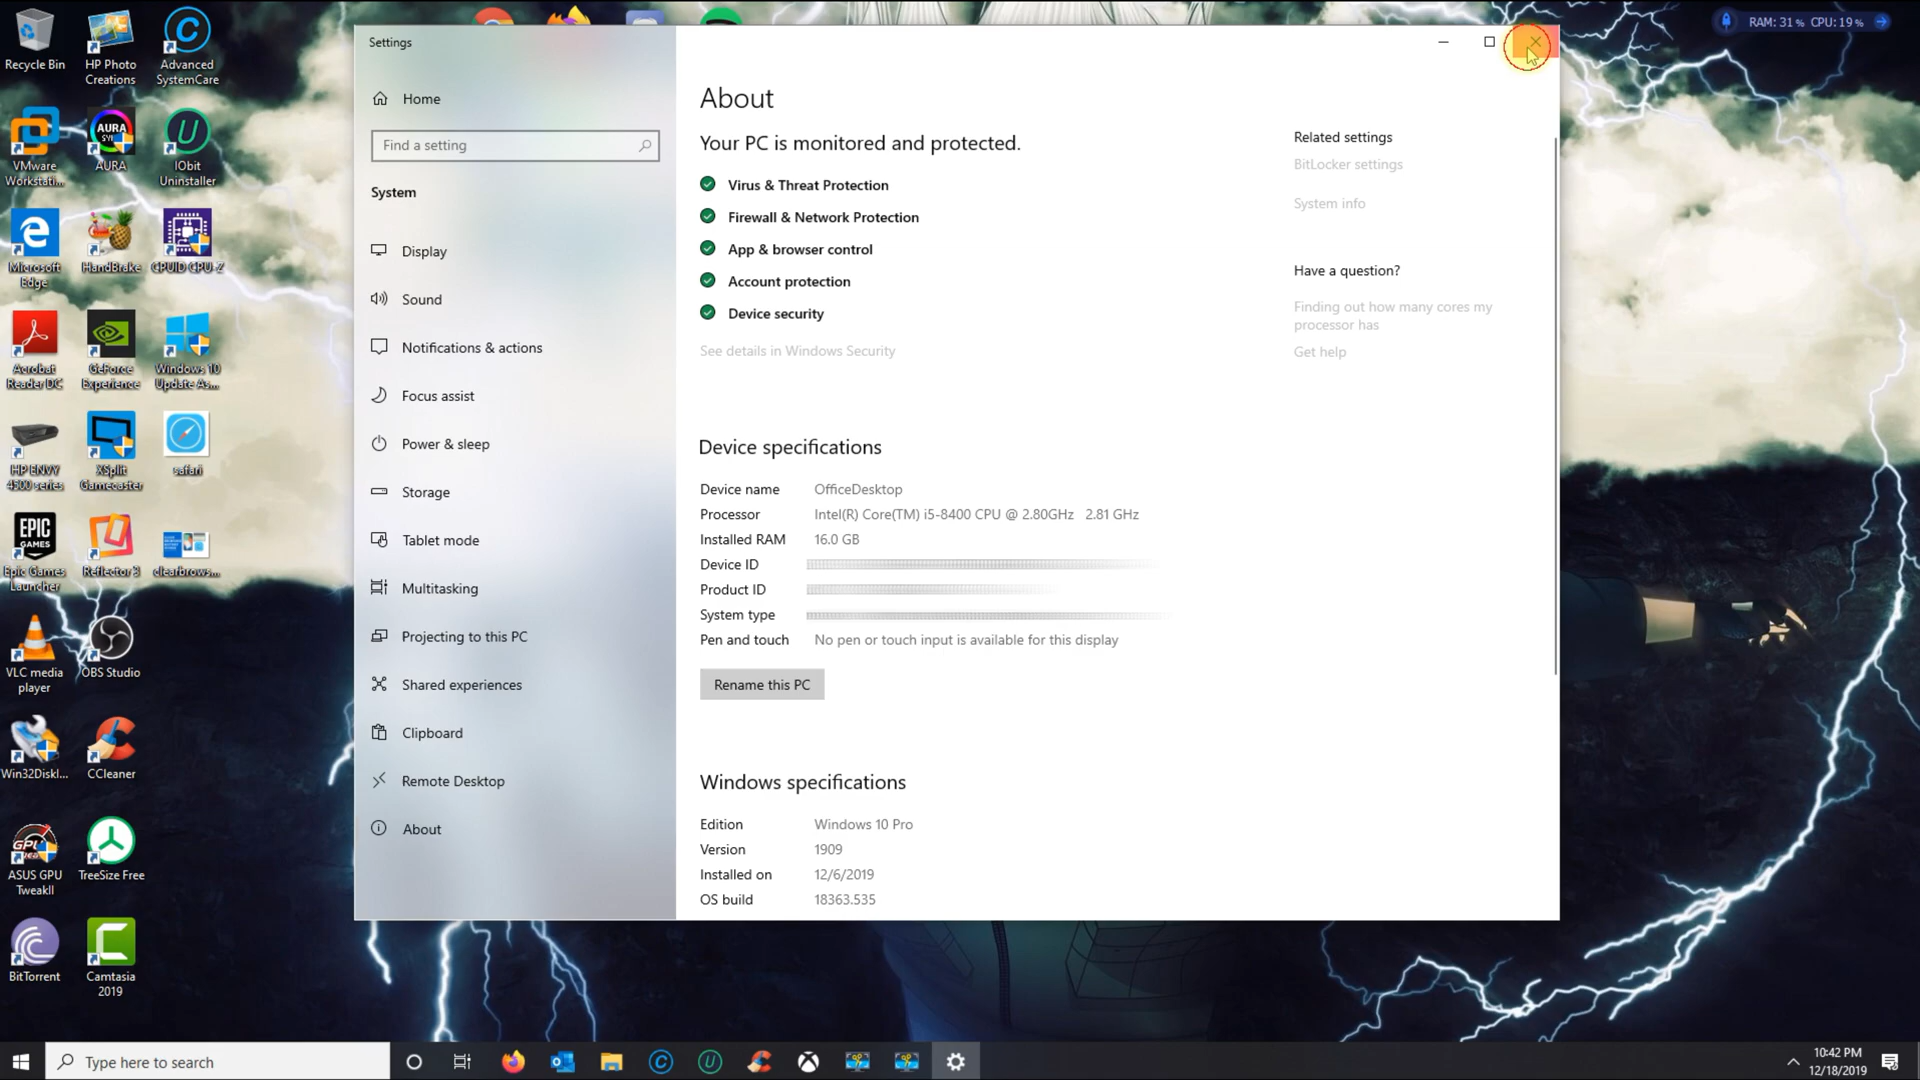 Recycle Bin
HP Photo
Creations
Advanced
SystemCare
VMware
Workstati...
AURA
AURA
IObit
Uninstaller
Microsoft
Edge
HandBrake
CPUID CPU-Z
Acrobat
Reader DC
GeForce
Experience
Windows 10
Update As...
HP ENVY
4500 series
XSplit
Gamecaster
safari
EPIC
GAMES
Epic Games
Launcher
Reflector 3
clearbrows...
VLC media
player
OBS Studio
Win32DiskI...
CCleaner
ASUS GPU
TweakII
TreeSize Free
BitTorrent
Camtasia
2019
RAM: 31% CPU: 19%
Settings
Home
Find a setting
System
Display
Sound
Notifications & actions
Focus assist
Power & sleep
Storage
Tablet mode
Multitasking
Projecting to this PC
Shared experiences
Clipboard
Remote Desktop
About
About
Your PC is monitored and protected.
Virus & Threat Protection
Firewall & Network Protection
App & browser control
Account protection
Device security
See details in Windows Security
Device specifications
Device name OfficeDesktop
Processor Intel(R) Core(TM) i5-8400 CPU @ 2.80GHz 2.81 GHz
Installed RAM 16.0 GB
Device ID
Product ID
System type
Pen and touch No pen or touch input is available for this display
Rename this PC
Windows specifications
Edition Windows 10 Pro
Version 1909
Installed on 12/6/2019
OS build 18363.535
Related settings
BitLocker settings
System info
Have a question?
Finding out how many cores my
processor has
Get help
Type here to search
10:42 PM
12/18/2019